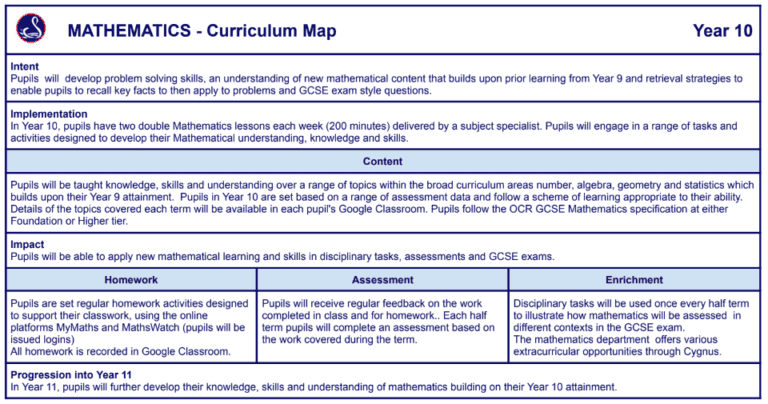 MATHEMATICS - Curriculum Map
Year 10
Intent
Pupils will develop problem solving skills, an understanding of new mathematical content that builds upon prior learning from Year 9 and retrieval strategies to
enable pupils to recall key facts to then apply to problems and GCSE exam style questions.
Implementation
In Year 10, pupils have two double Mathematics lessons each week (200 minutes) delivered by a subject specialist. Pupils will engage in a range of tasks and
activities designed to develop their Mathematical understanding, knowledge and skills.
Content
Pupils will be taught knowledge, skills and understanding over a range of topics within the broad curriculum areas number, algebra, geometry and statistics which
builds upon their Year 9 attainment. Pupils in Year 10 are set based on a range of assessment data and follow a scheme of learning appropriate to their ability.
Details of the topics covered each term will be available in each pupil's Google Classroom. Pupils follow the OCR GCSE Mathematics specification at either
Foundation or Higher tier.
Impact
Pupils will be able to apply new mathematical learning and skills in disciplinary tasks, assessments and GCSE exams.
Homework
Pupils are set regular homework activities designed
to support their classwork, using the online
platforms MyMaths and MathsWatch (pupils will be
issued logins)
All homework is recorded in Google Classroom.
Assessment
Pupils will receive regular feedback on the work
completed in class and for homework.. Each half
term pupils will complete an assessment based on
the work covered during the term.
Enrichment
Disciplinary tasks will be used once every half term
to illustrate how mathematics will be assessed in
different contexts in the GCSE exam.
The mathematics department offers various
extracurricular opportunities through Cygnus.
Progression into Year 11
In Year 11, pupils will further develop their knowledge, skills and understanding of mathematics building on their Year 10 attainment.